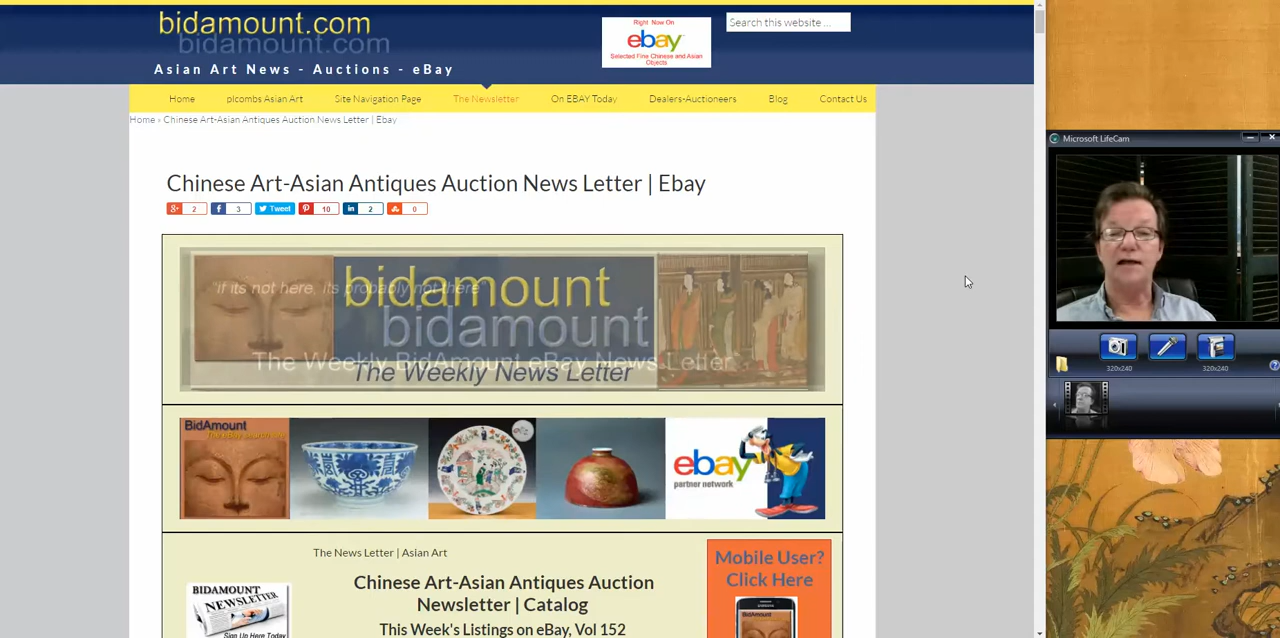 bidamount.com
bidamount.com
Asian Art News - Auctions - eBay
Right Now On
ebay
Selected Fine Chinese and Asian
Objects
Search this website ...
Home plcombs Asian Art Site Navigation Page The Newsletter On EBAY Today Dealers-Auctioneers Blog Contact Us
Home » Chinese Art-Asian Antiques Auction News Letter | Ebay
Chinese Art-Asian Antiques Auction News Letter | Ebay
2 3 Tweet 10 2 0
"if its not here, its probably not there"
bidamount
bidamount
The Weekly BidAmount eBay News Letter
The Weekly News Letter
BidAmount
ebay
partner network
The News Letter | Asian Art
BIDAMOUNT
NEWSLETTER
Sign Up Here Today
Chinese Art-Asian Antiques Auction
Newsletter | Catalog
This Week's Listings on eBay, Vol 152
Mobile User?
Click Here
BidAmount
Microsoft LifeCam
320x240 320x240